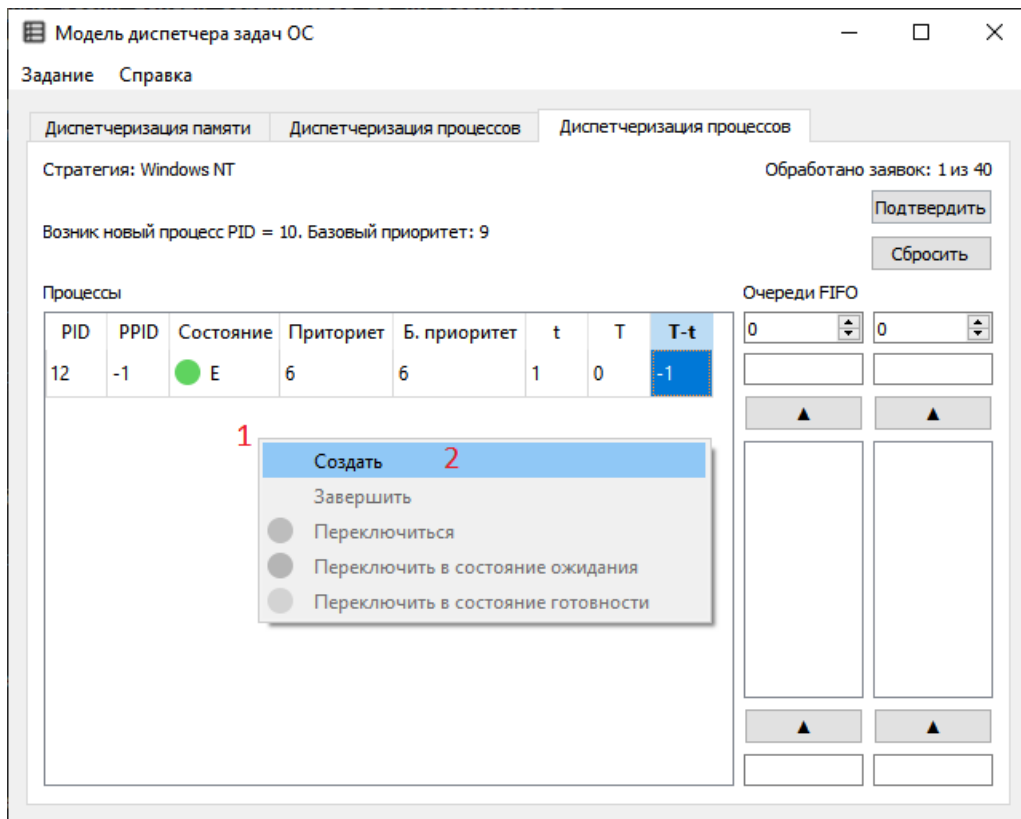 Модель диспетчера задач ОС
Задание Справка
Диспетчеризация памяти Диспетчеризация процессов Диспетчеризация процессов
Стратегия: Windows NT Обработано заявок: 1 из 40
Подтвердить
Возник новый процесс PID = 10. Базовый приоритет: 9
Сбросить
Процессы Очереди FIFO
PID PPID Состояние Приториет Б. приоритет t T T-t 0 0
12 -1 E 6 6 1 0 -1
▲ ▲
1
Создать 2
Завершить
Переключиться
Переключить в состояние ожидания
Переключить в состояние готовности
▲ ▲